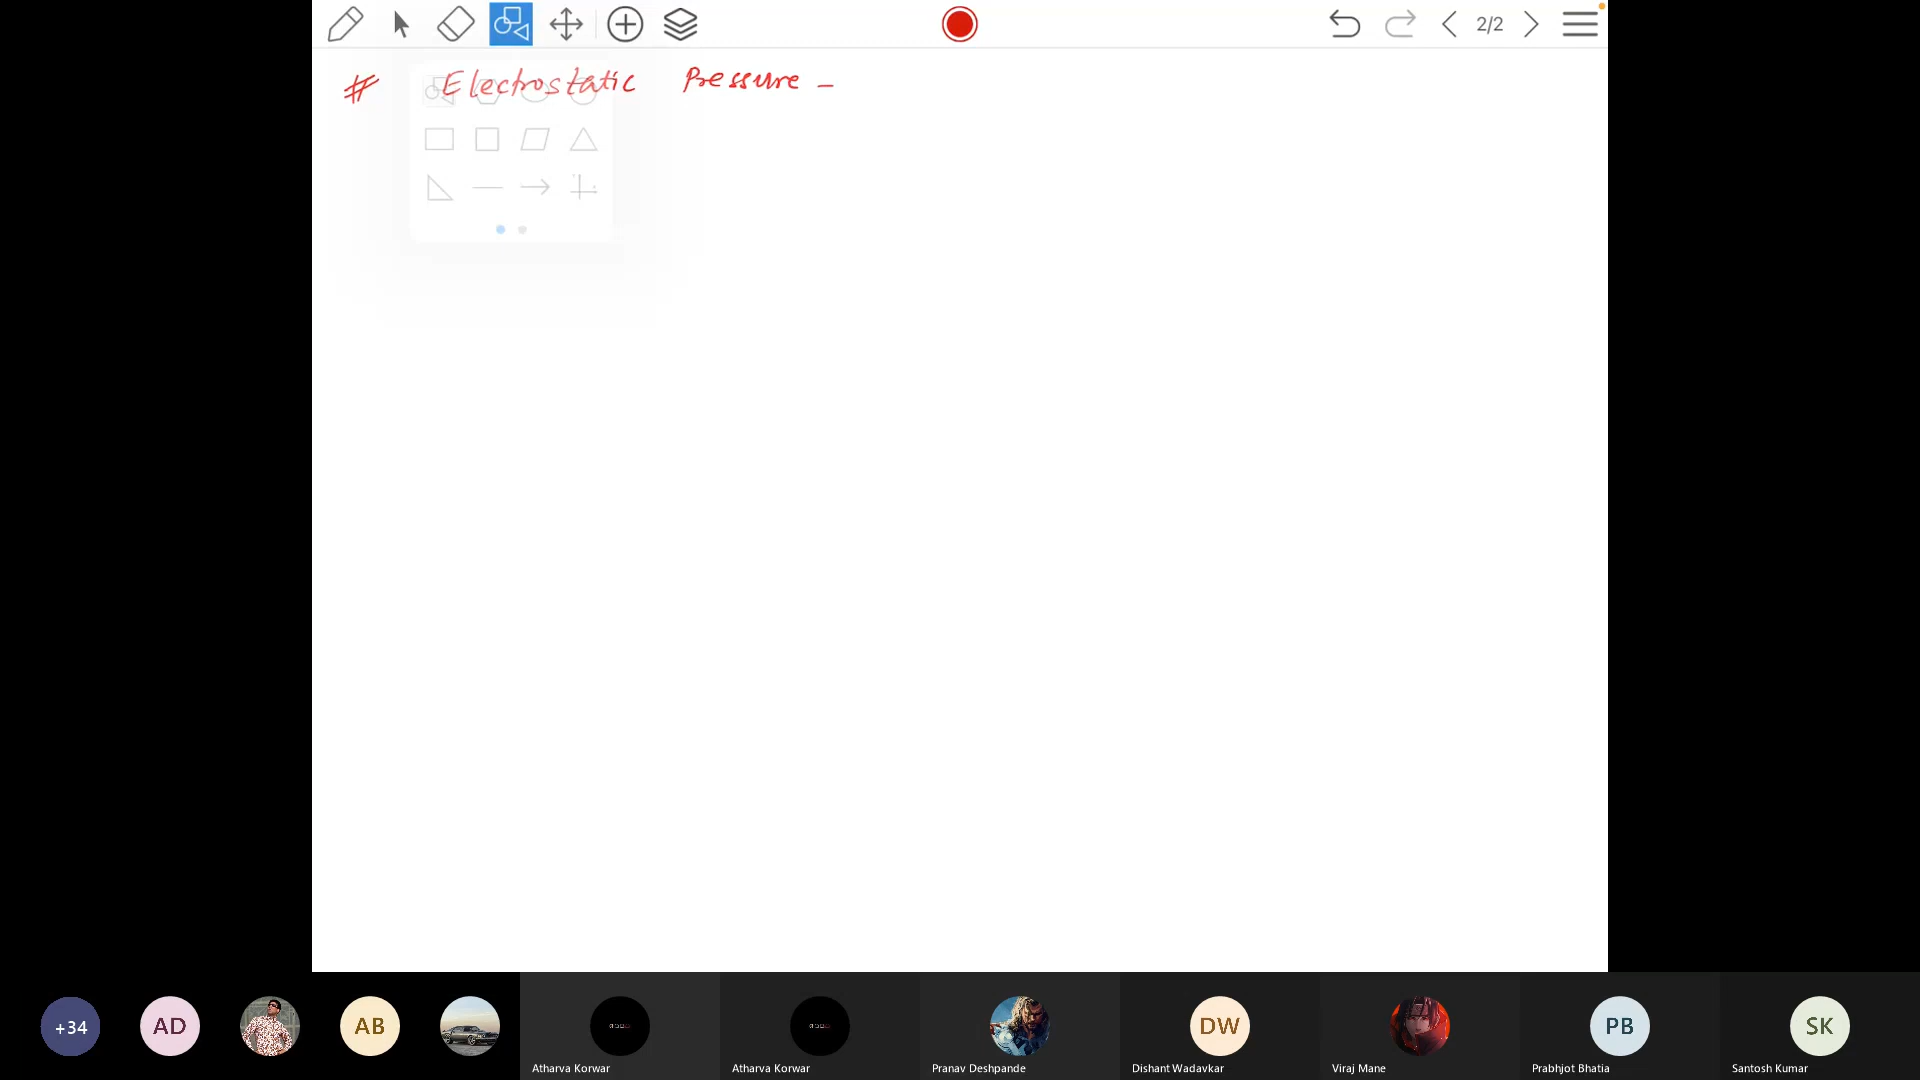 2/2
# Electrostatic Pressure -
+34
AD
AB
Atharva Korwar
Atharva Korwar
Pranav Deshpande
DW
Dishant Wadavkar
Viraj Mane
PB
Prabhjot Bhatia
SK
Santosh Kumar